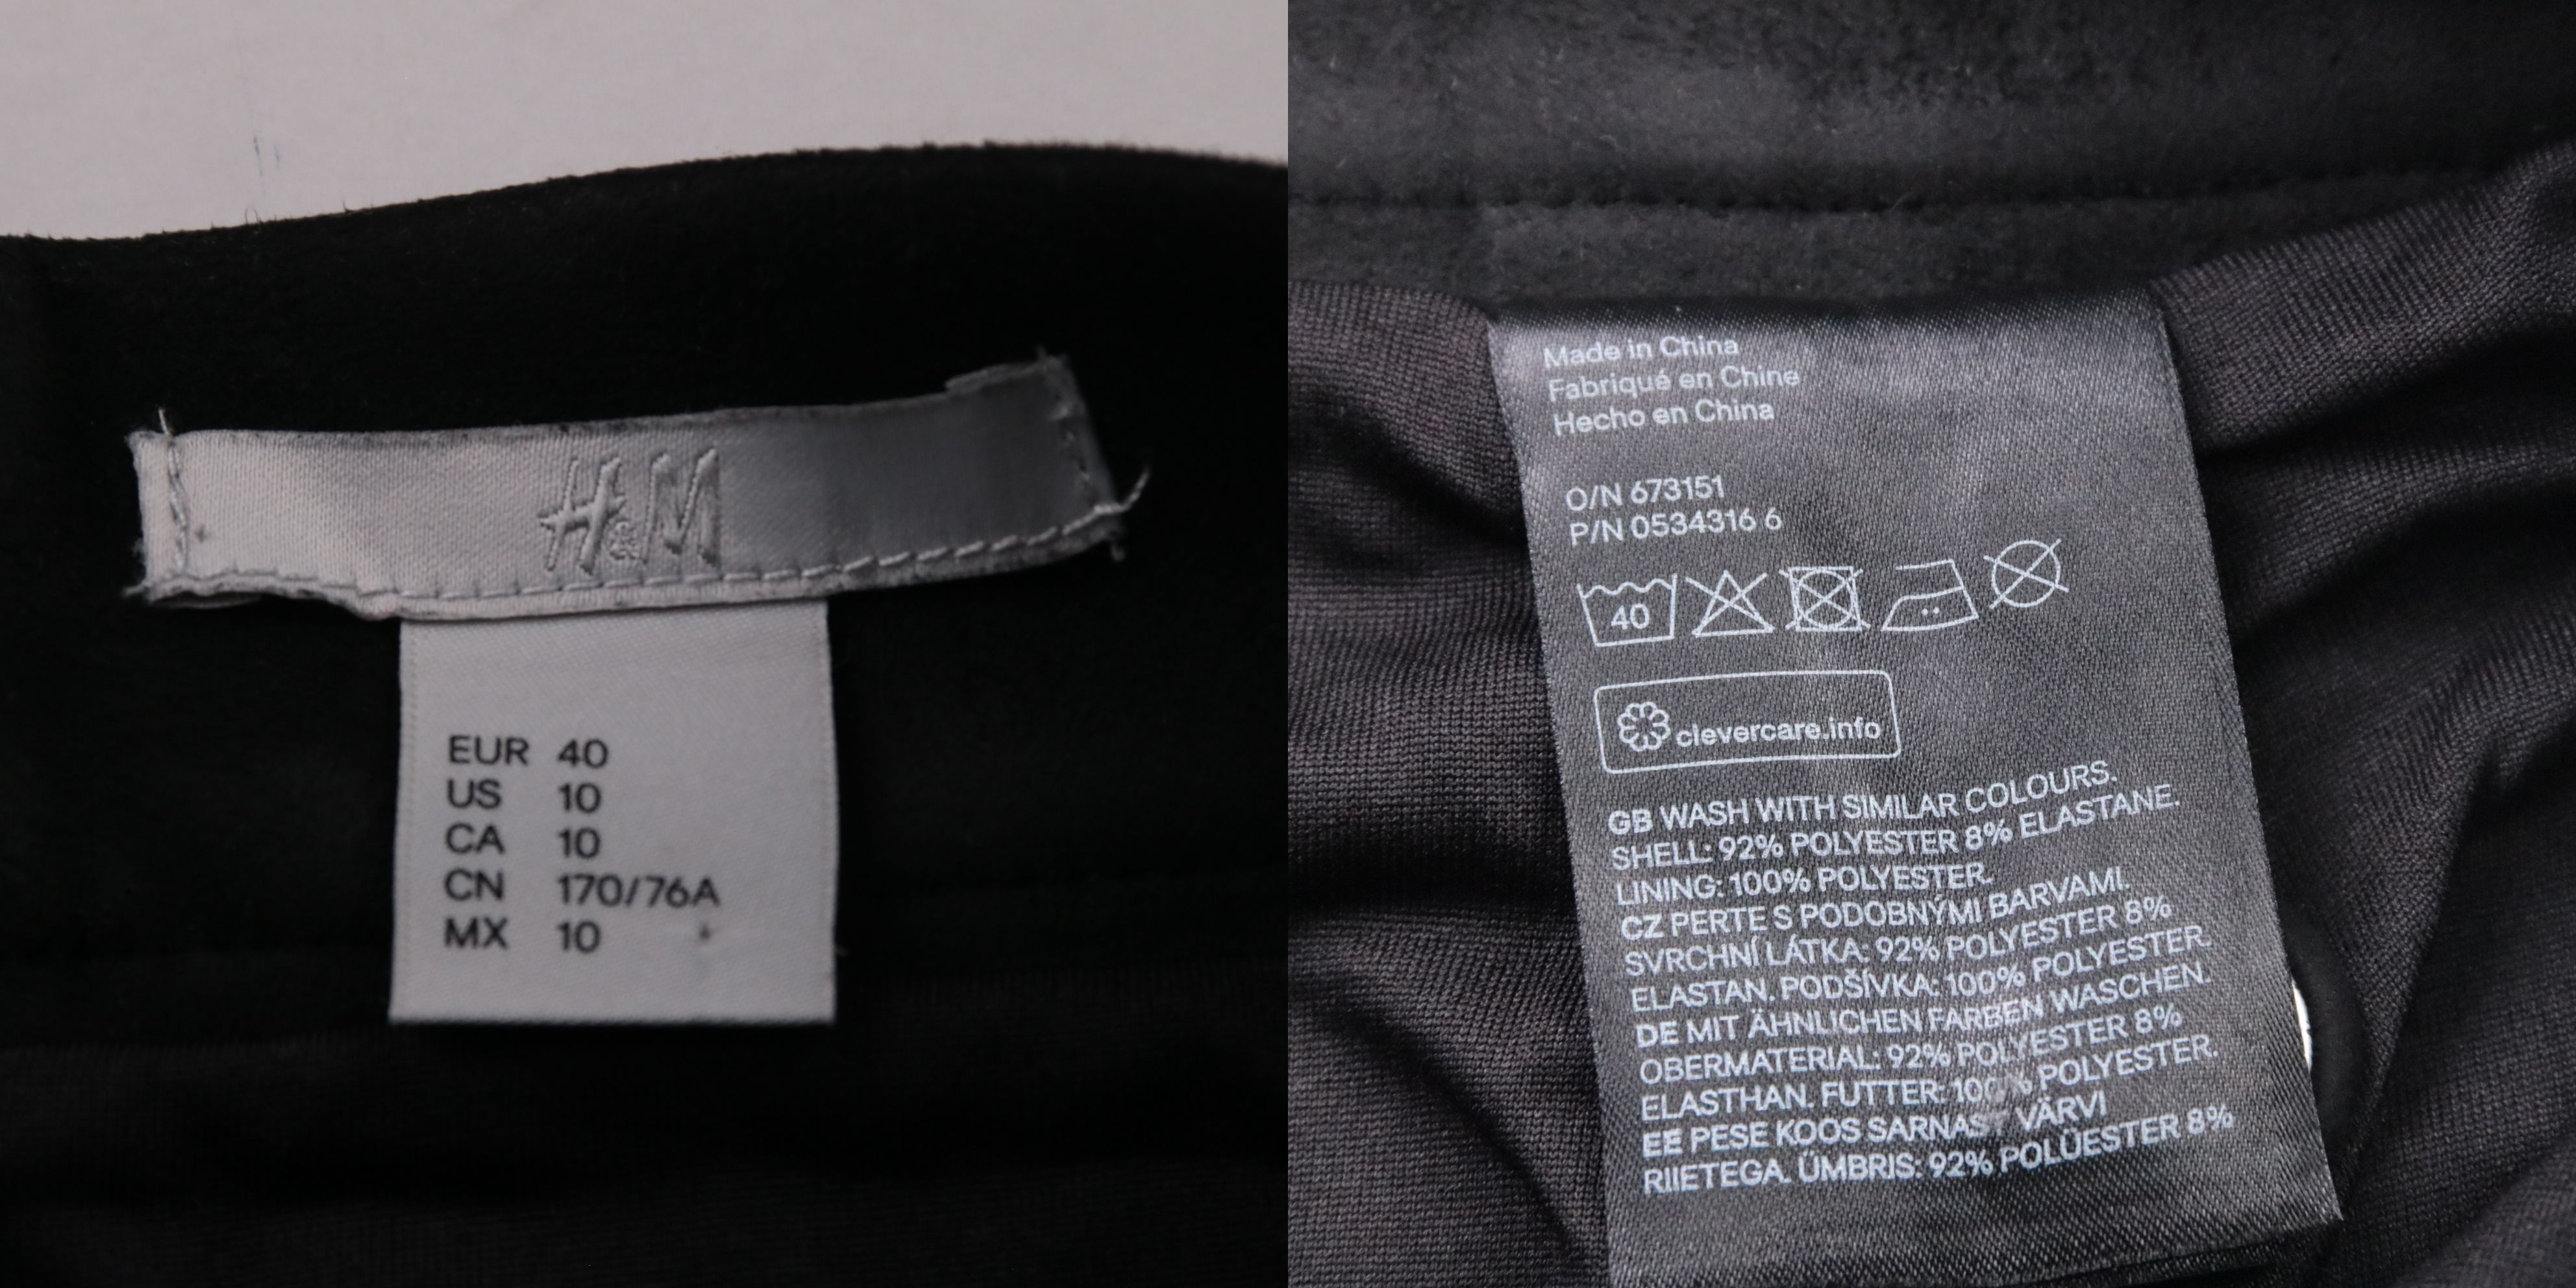 H&M
EUR 40
US 10
CA 10
CN 170/76A
MX 10
Made in China
Fabriqué en Chine
Hecho en China
O/N 673151
P/N 0534316 6
40
clevercare.info
GB WASH WITH SIMILAR COLOURS.
SHELL: 92% POLYESTER 8% ELASTANE.
LINING: 100% POLYESTER.
CZ PERTE S PODOBNÝMI BARVAMI.
SVRCHNÍ LÁTKA: 92% POLYESTER 8%
ELASTAN. PODŠÍVKA: 100% POLYESTER.
DE MIT ÄHNLICHEN FARBEN WASCHEN.
OBERMATERIAL: 92% POLYESTER 8%
ELASTHAN. FUTTER: 100% POLYESTER.
EE PESE KOOS SARNAST VÄRVI
RIIETEGA. ÜMBRIS: 92% POLÜESTER 8%